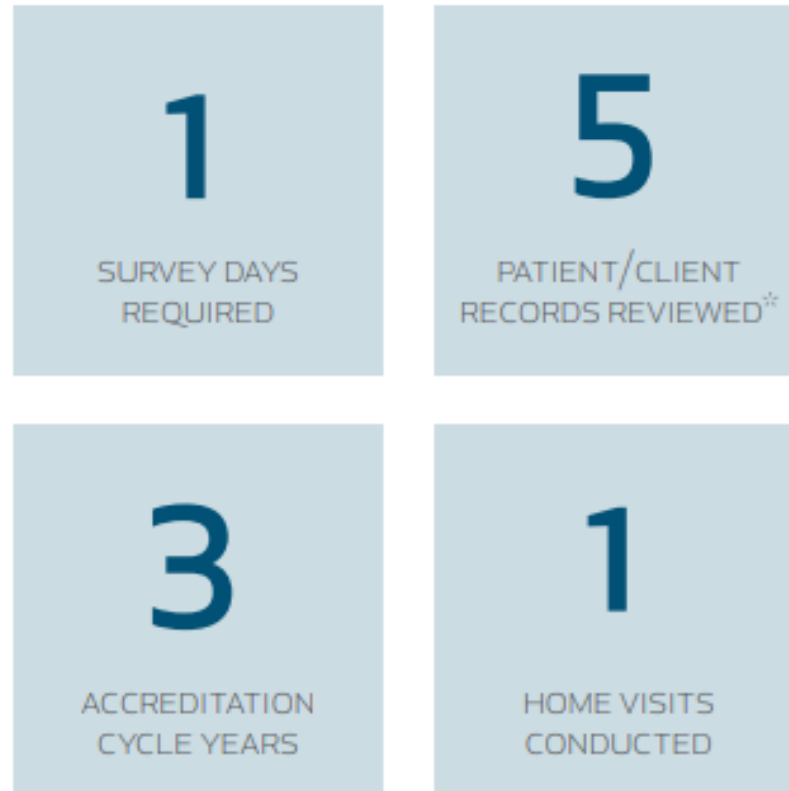 1
SURVEY DAYS
REQUIRED
5
PATIENT/CLIENT
RECORDS REVIEWED*
3
ACCREDITATION
CYCLE YEARS
1
HOME VISITS
CONDUCTED